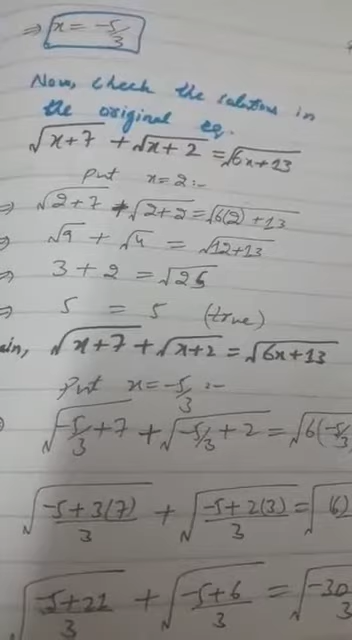 ⇒ x = -5/3
Now, Check the solutions in
the original eq.
√(x+7) + √(x+2) = √(6x+13)
Put x = 2 :-
⇒ √(2+7) + √(2+2) = √(6(2)+13)
⇒ √9 + √4 = √(12+13)
⇒ 3 + 2 = √25
⇒ 5 = 5 (true)
ain, √(x+7) + √(x+2) = √(6x+13)
Put x = -5/3 :-
√(-5/3+7) + √(-5/3+2) = √(6(-5/3
√((-5+3(7))/3) + √((-5+2(3))/3) = √(6)
√((-5+21)/3) + √((-5+6)/3) = √(-30/3